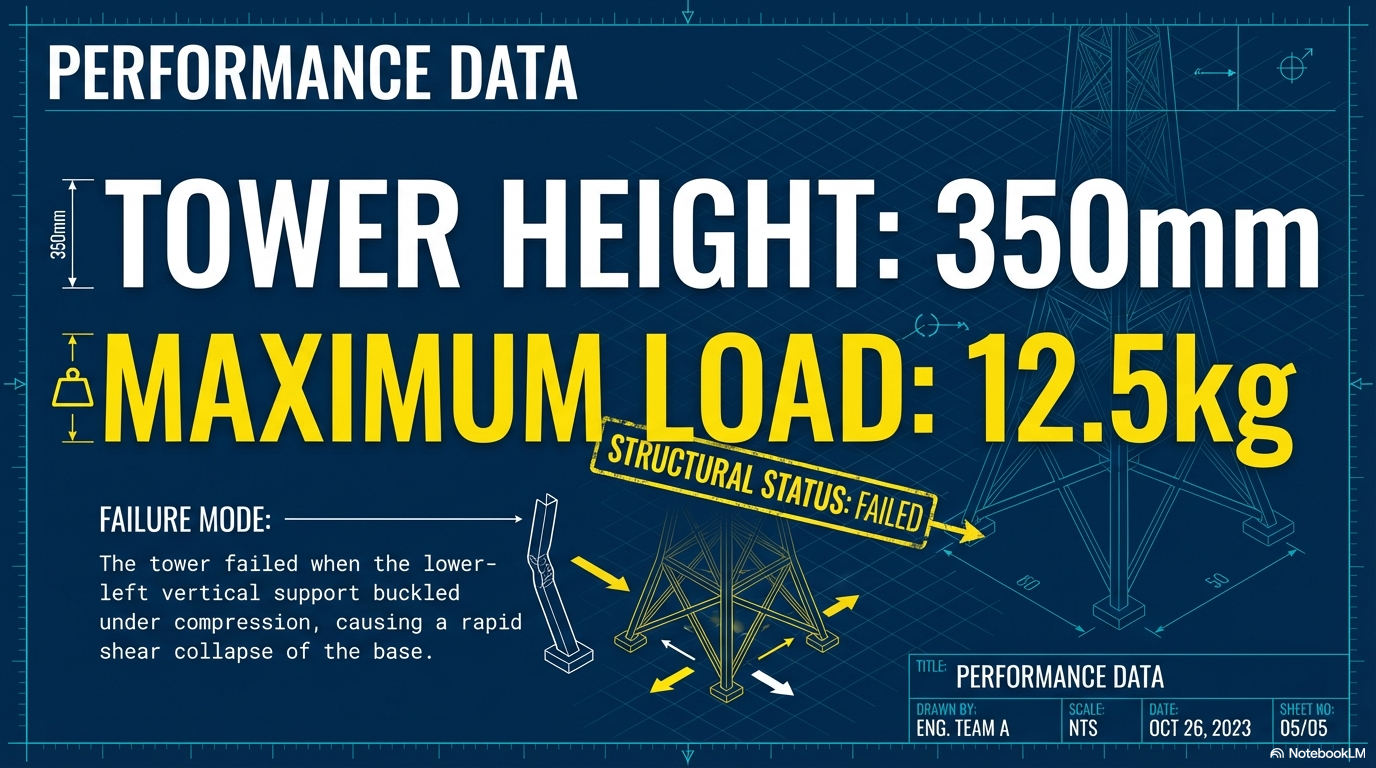 PERFORMANCE DATA
350mm
TOWER HEIGHT: 350mm
MAXIMUM LOAD: 12.5kg
STRUCTURAL STATUS: FAILED
FAILURE MODE:
The tower failed when the lower-
left vertical support buckled
under compression, causing a rapid
shear collapse of the base.
TITLE: PERFORMANCE DATA
DRAWN BY: SCALE: DATE: SHEET NO:
ENG. TEAM A NTS OCT 26, 2023 05/05
NotebookLM